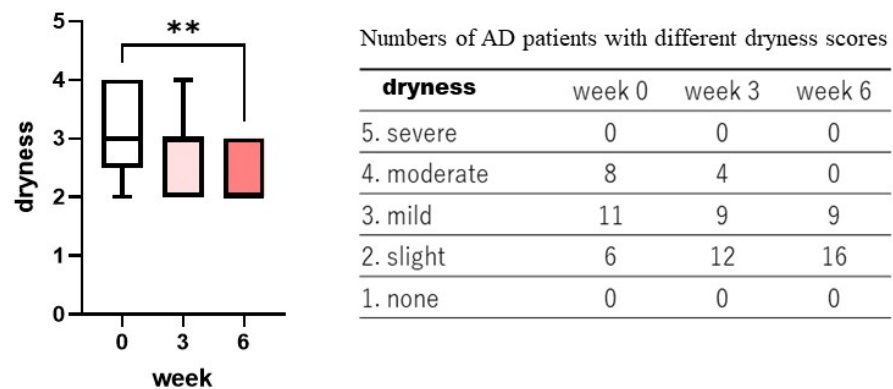 5
**
4
3
2
1
0
dryness
0 3 6
week
Numbers of AD patients with different dryness scores
dryness week 0 week 3 week 6
5. severe 0 0 0
4. moderate 8 4 0
3. mild 11 9 9
2. slight 6 12 16
1. none 0 0 0